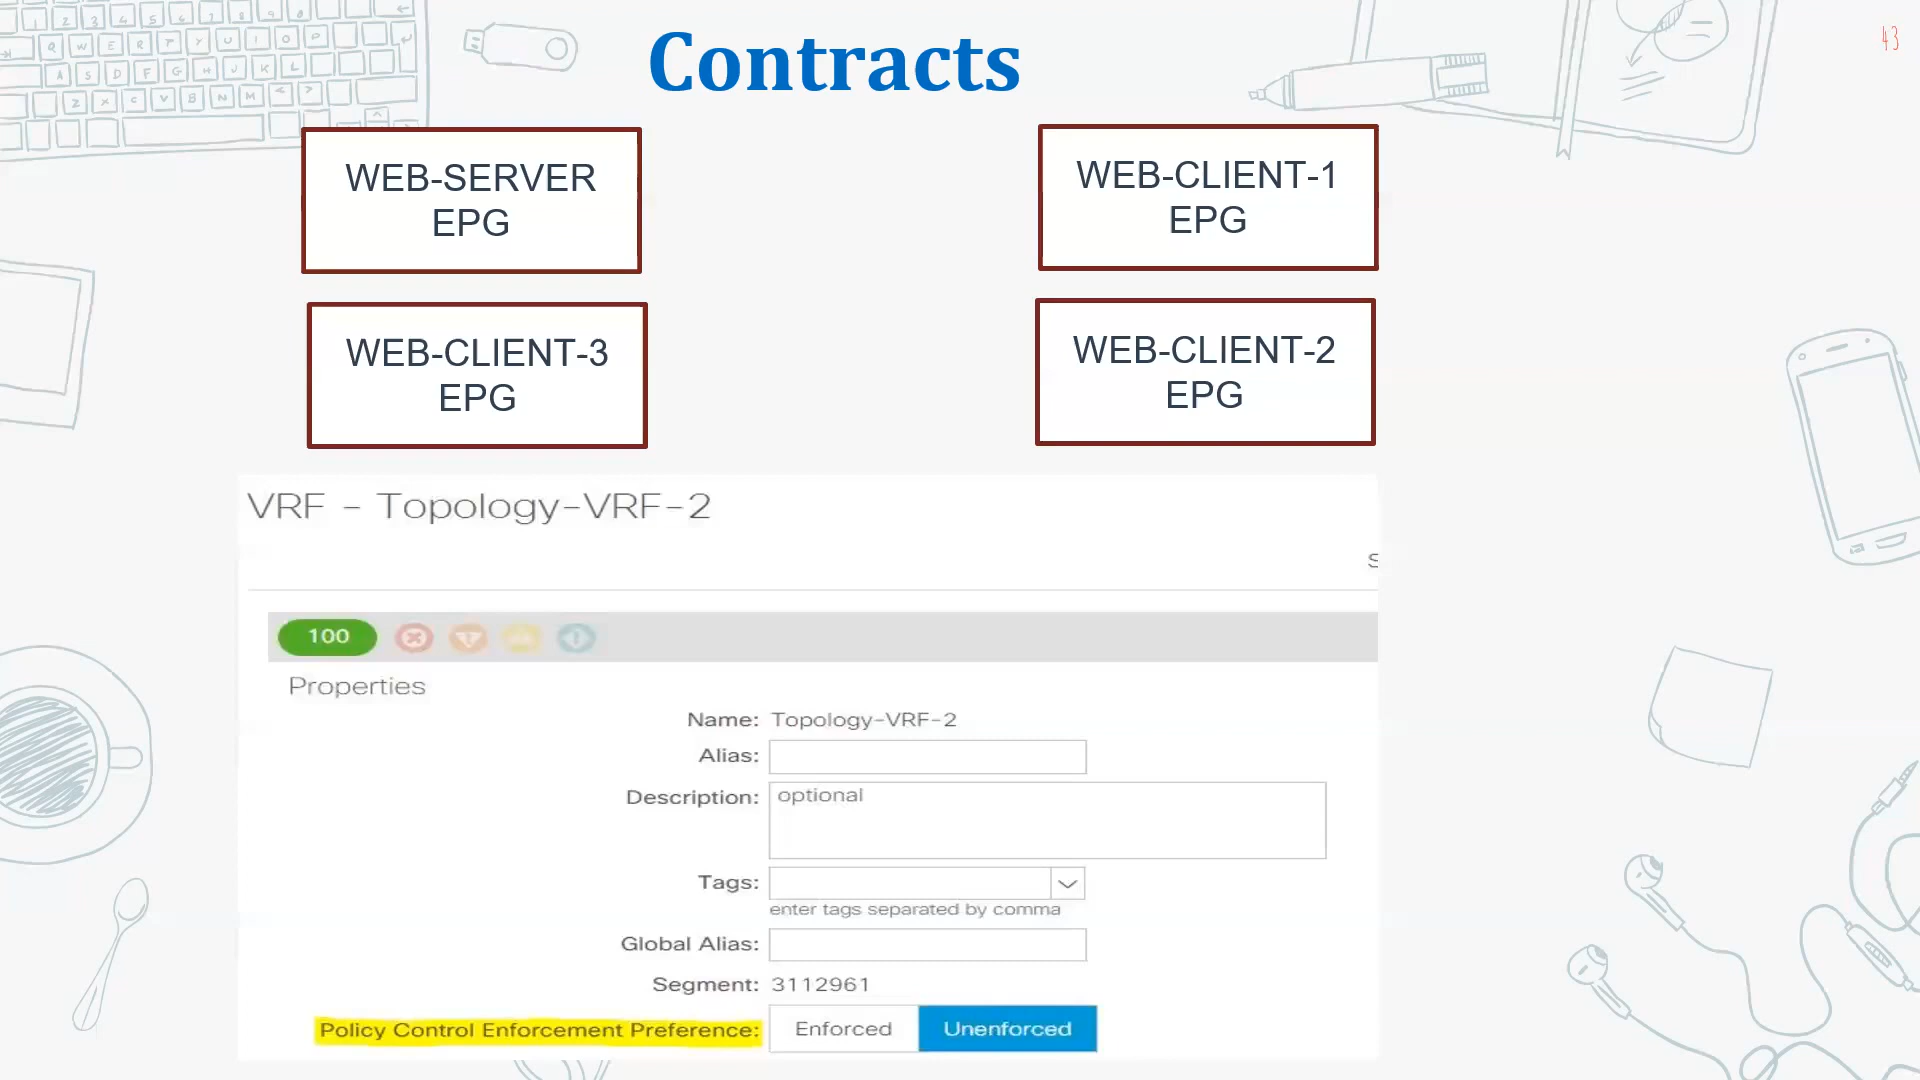 Contracts
43
WEB-SERVER
EPG
WEB-CLIENT-1
EPG
WEB-CLIENT-3
EPG
WEB-CLIENT-2
EPG
VRF - Topology-VRF-2
S
100
Properties
Name: Topology-VRF-2
Alias:
Description: optional
Tags:
enter tags separated by comma
Global Alias:
Segment: 3112961
Policy Control Enforcement Preference: Enforced Unenforced